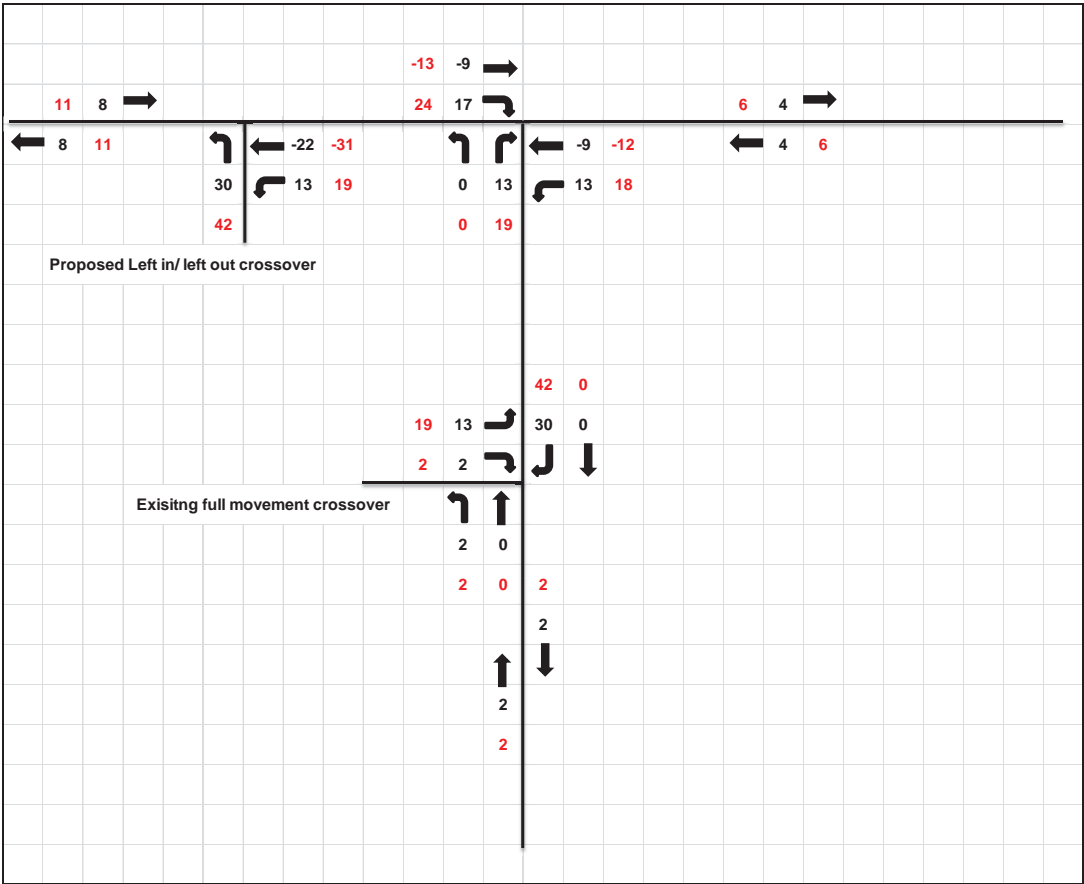 -13 -9
11 8 24 17 6 4
8 11 -22 -31 -9 -12 4 6
30 13 19 0 13 13 18
42 0 19
Proposed Left in/ left out crossover
42 0
19 13 30 0
2 2
Exisitng full movement crossover
2 0
2 0 2
2
2
2